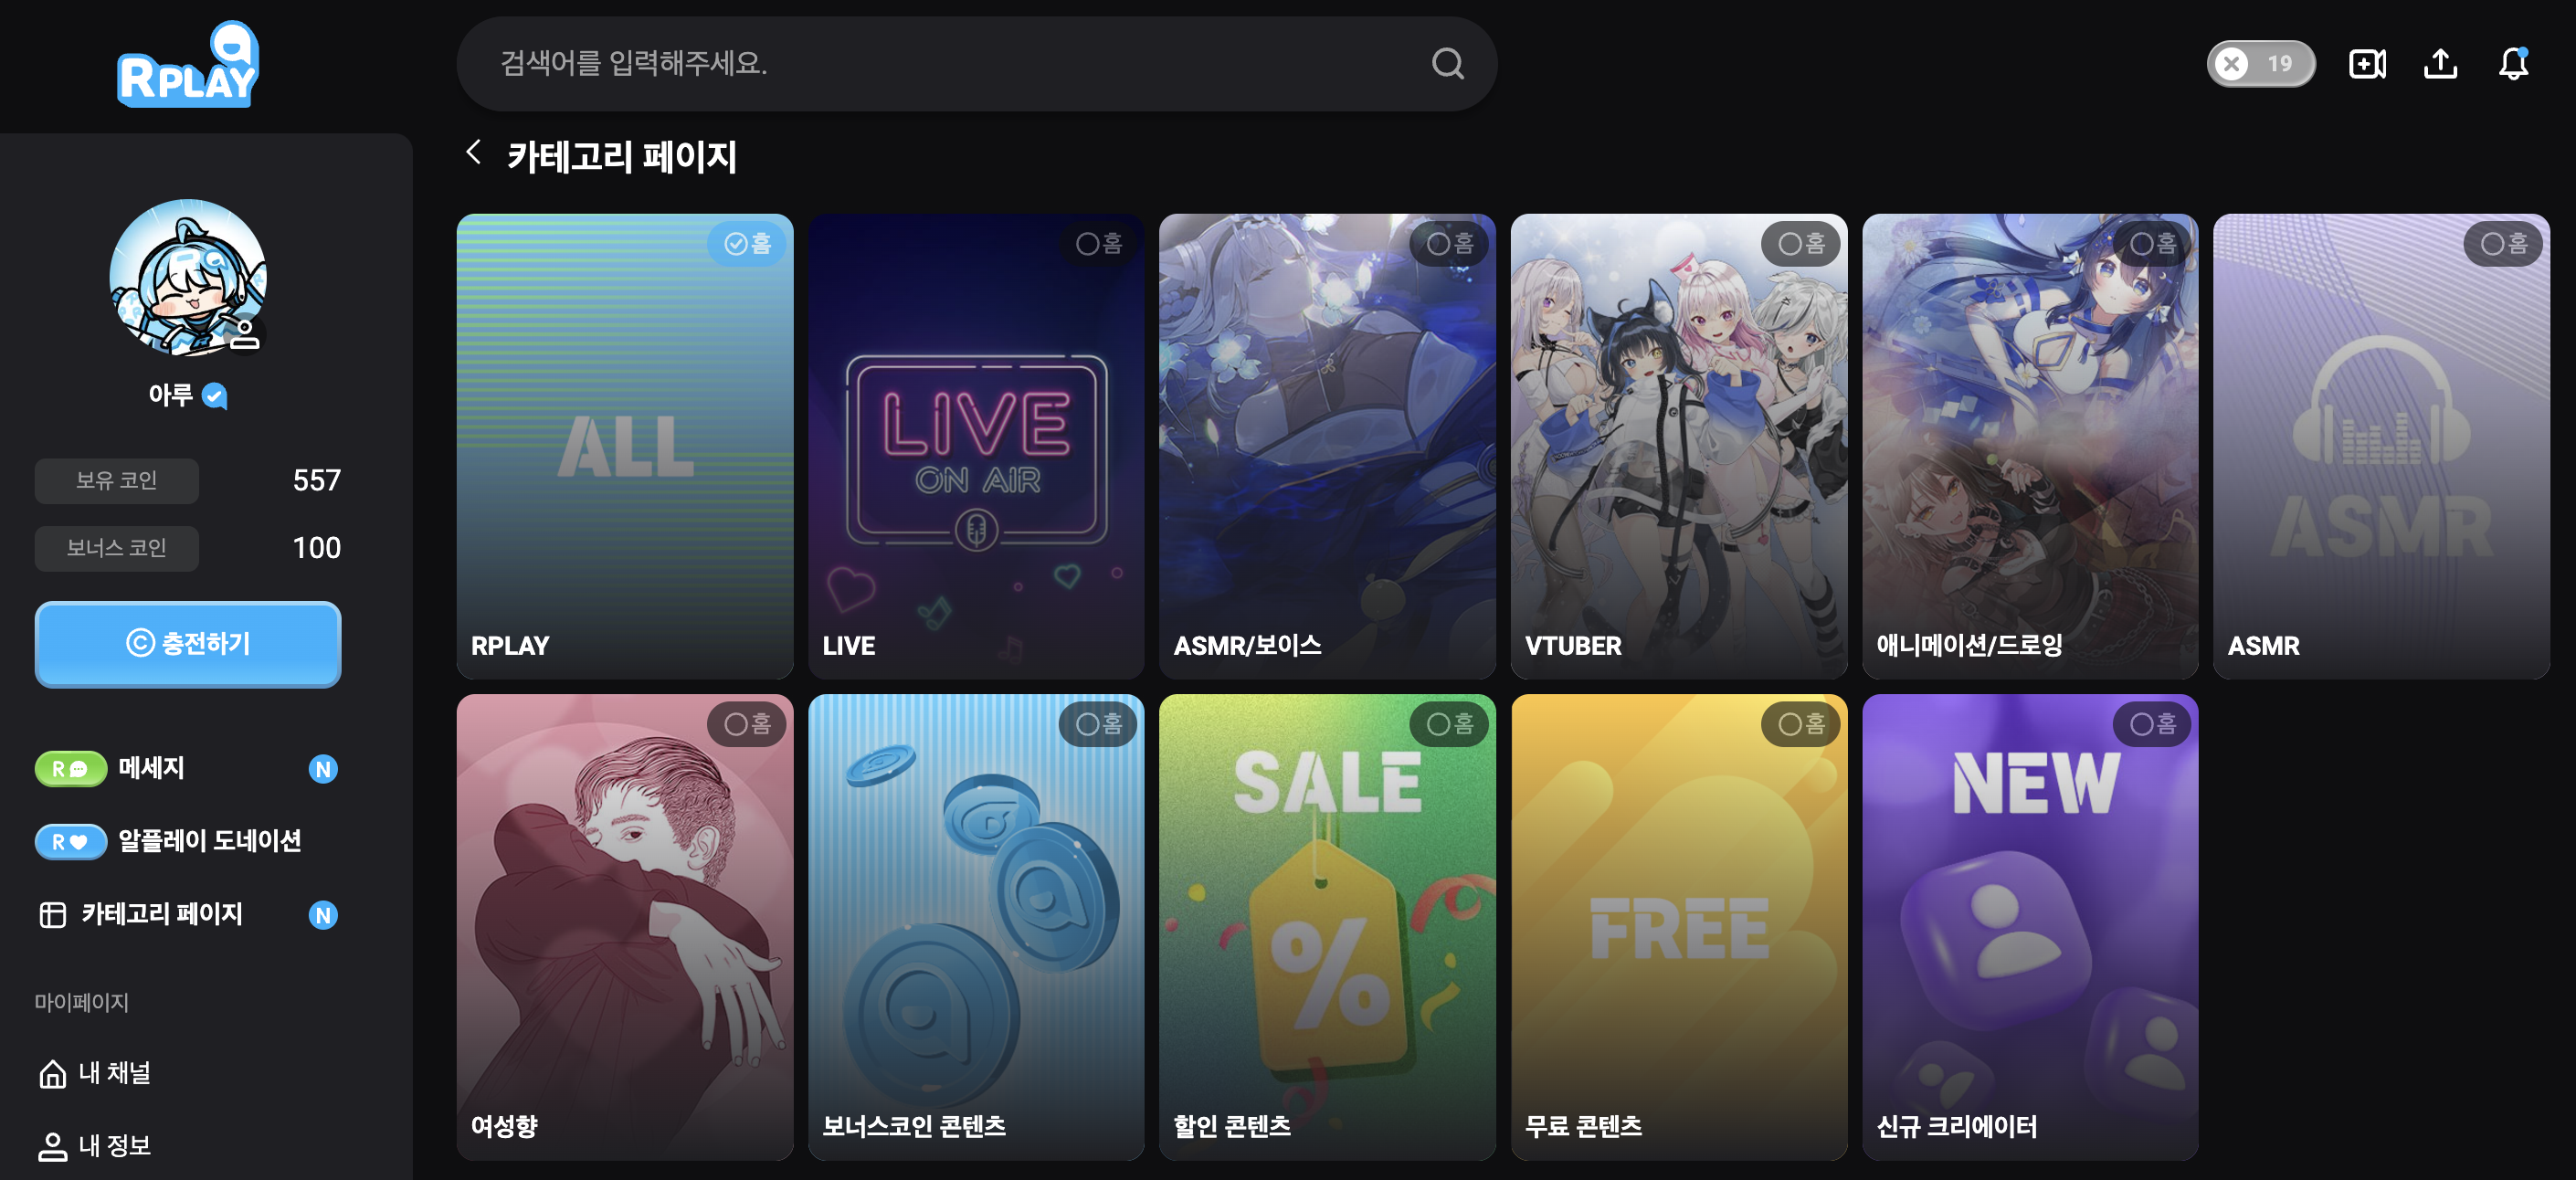 RPLAY
검색어를 입력해주세요.
19
카테고리 페이지
아루
보유 코인 557
보너스 코인 100
충전하기
R 메세지 N
R 알플레이 도네이션
카테고리 페이지 N
마이페이지
내 채널
내 정보
홈
ALL
RPLAY
홈
LIVE
ON AIR
LIVE
홈
ASMR/보이스
홈
VTUBER
홈
애니메이션/드로잉
홈
ASMR
ASMR
홈
여성향
홈
보너스코인 콘텐츠
홈
SALE
%
할인 콘텐츠
홈
FREE
무료 콘텐츠
홈
NEW
신규 크리에이터